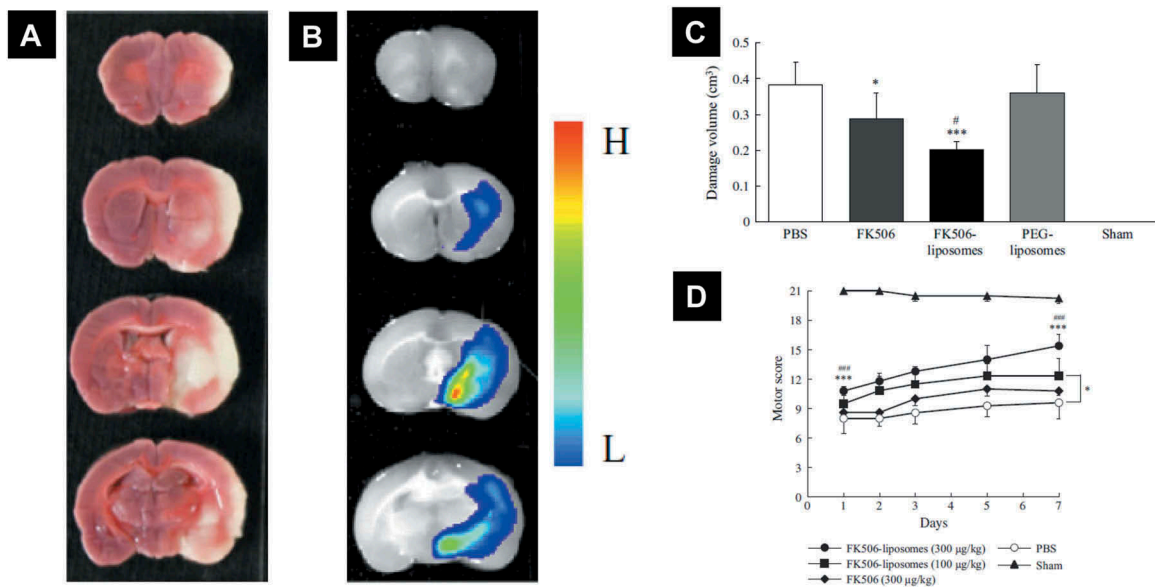 A
B
H
L
C
Damage volume (cm³)
0.5
0.4
0.3
0.2
0.1
0
*
#
***
PBS
FK506
FK506-
liposomes
PEG-
liposomes
Sham
D
Motor score
21
18
15
12
9
6
3
0
###
***
###
***
*
0 1 2 3 4 5 6 7
Days
FK506-liposomes (300 µg/kg)
FK506-liposomes (100 µg/kg)
FK506 (300 µg/kg)
PBS
Sham